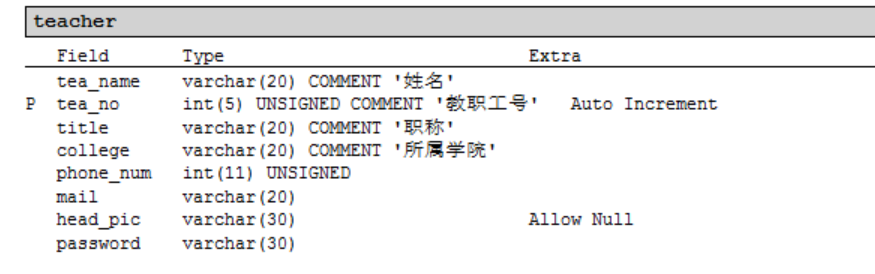 teacher
Field Type Extra
tea_name varchar(20) COMMENT '姓名'
P tea_no int(5) UNSIGNED COMMENT '教职工号' Auto Increment
title varchar(20) COMMENT '职称'
college varchar(20) COMMENT '所属学院'
phone_num int(11) UNSIGNED
mail varchar(20)
head_pic varchar(30) Allow Null
password varchar(30)